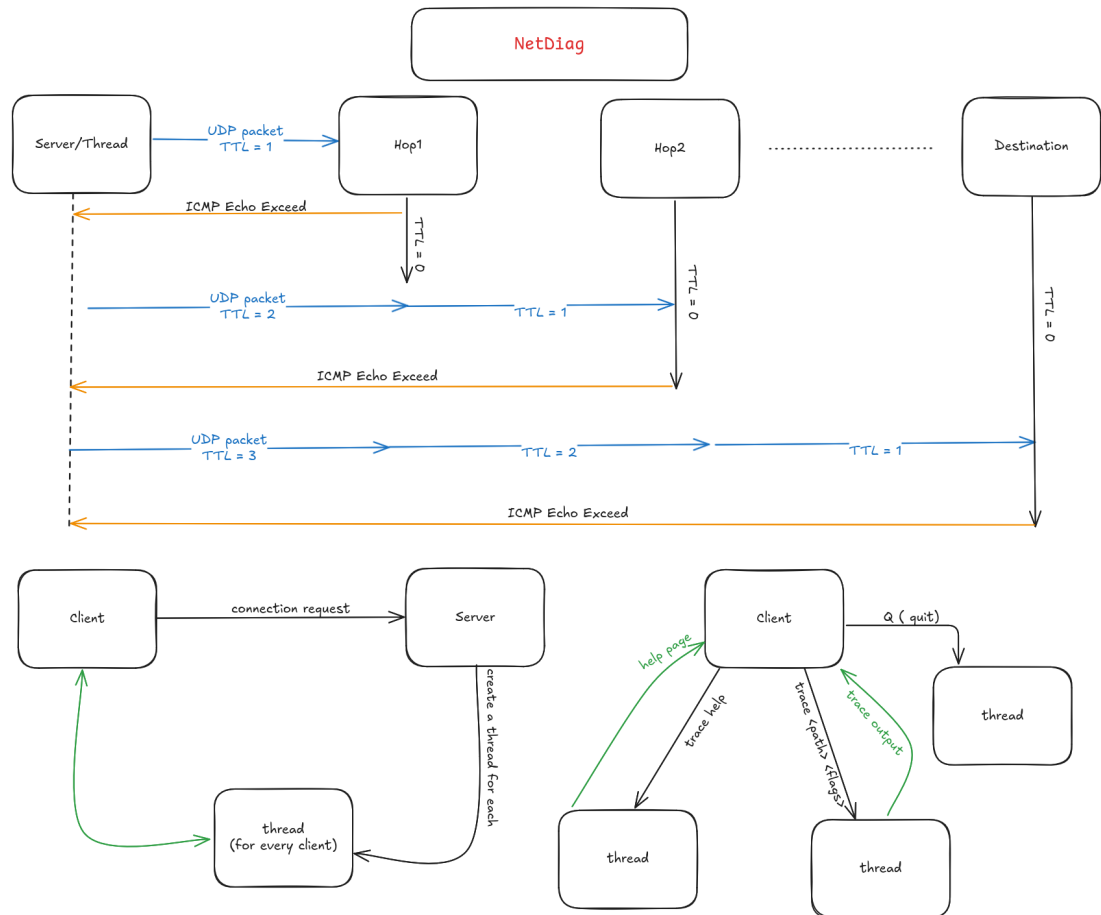 NetDiag
Server/Thread
UDP packet
TTL = 1
Hop1
Hop2
Destination
ICMP Echo Exceed
TTL = 0
UDP packet
TTL = 2
TTL = 1
TTL = 0
TTL = 0
ICMP Echo Exceed
UDP packet
TTL = 3
TTL = 2
TTL = 1
ICMP Echo Exceed
Client
connection request
Server
create a thread for each
thread
(for every client)
Client
Q ( quit)
thread
help page
trace help
trace <path> <flags>
trace output
thread
thread